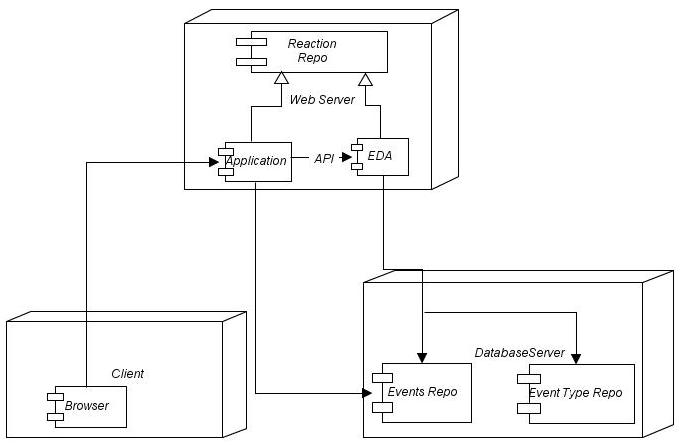 Reaction
Repo
Web Server
Application
API
EDA
Client
Browser
DatabaseServer
Events Repo
Event Type Repo